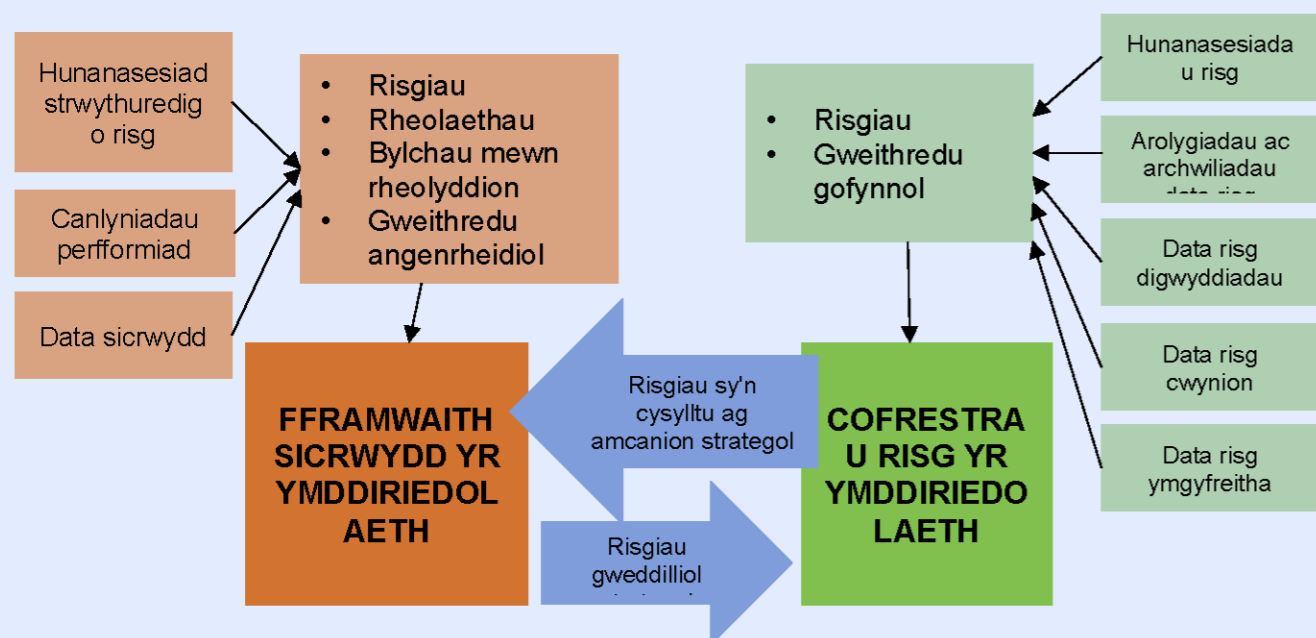 Hunanasesiad
strwythuredig
o risg
Canlyniadau
perfformiad
Data sicrwydd
• Risgiau
• Rheolaethau
• Bylchau mewn
rheolyddion
• Gweithredu
angenrheidiol
FFRAMWAITH
SICRWYDD YR
YMDDIRIEDOL
AETH
Risgiau sy'n
cysylltu ag
amcanion strategol
Risgiau
gweddilliol
• Risgiau
• Gweithredu
gofynnol
COFRESTRA
U RISG YR
YMDDIRIEDO
LAETH
Hunanasesiada
u risg
Arolygiadau ac
archwiliadau
data risg
Data risg
digwyddiadau
Data risg
cwynion
Data risg
ymgyfreitha